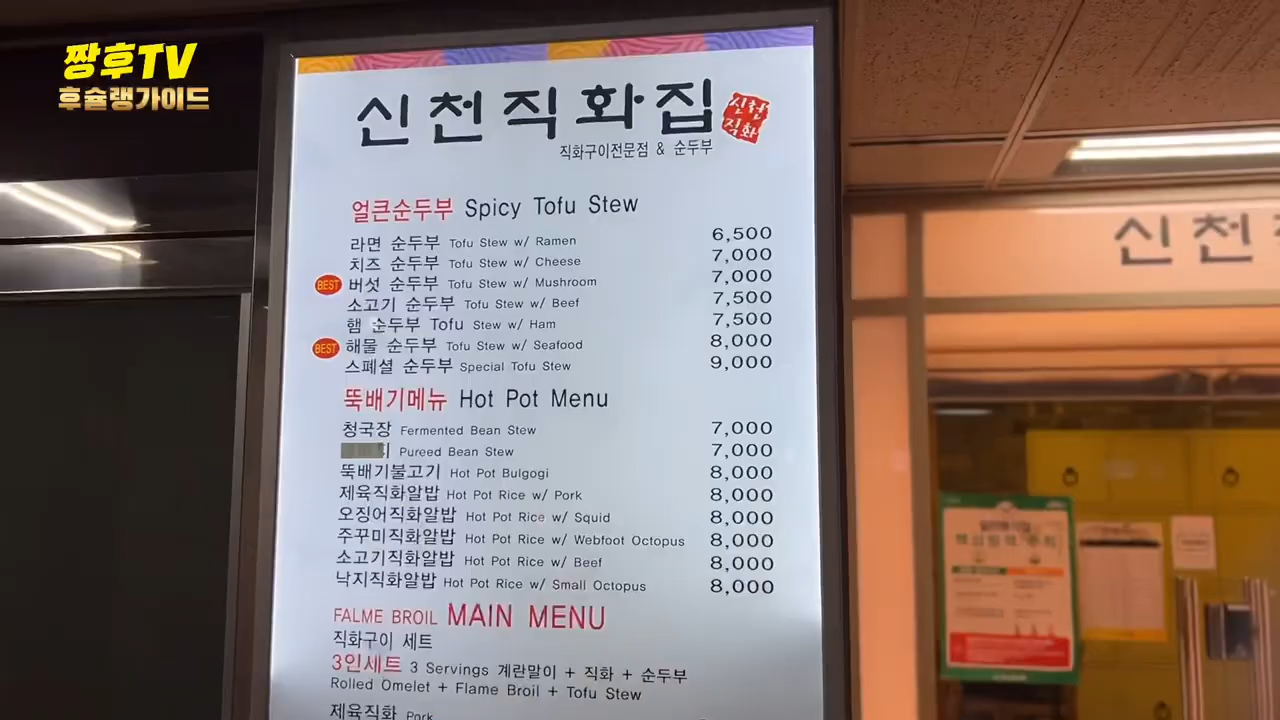 짱후TV
후슐랭가이드
신천직화집
신천
직화
직화구이전문점 & 순두부
얼큰순두부 Spicy Tofu Stew
라면 순두부 Tofu Stew w/ Ramen 6,500
치즈 순두부 Tofu Stew w/ Cheese 7,000
BEST 버섯 순두부 Tofu Stew w/ Mushroom 7,000
소고기 순두부 Tofu Stew w/ Beef 7,500
햄 순두부 Tofu Stew w/ Ham 7,500
BEST 해물 순두부 Tofu Stew w/ Seafood 8,000
스페셜 순두부 Special Tofu Stew 9,000
뚝배기메뉴 Hot Pot Menu
청국장 Fermented Bean Stew 7,000
Pureed Bean Stew 7,000
뚝배기불고기 Hot Pot Bulgogi 8,000
제육직화알밥 Hot Pot Rice w/ Pork 8,000
오징어직화알밥 Hot Pot Rice w/ Squid 8,000
주꾸미직화알밥 Hot Pot Rice w/ Webfoot Octopus 8,000
소고기직화알밥 Hot Pot Rice w/ Beef 8,000
낙지직화알밥 Hot Pot Rice w/ Small Octopus 8,000
FALME BROIL MAIN MENU
직화구이 세트
3인세트 3 Servings 계란말이 + 직화 + 순두부
Rolled Omelet + Flame Broil + Tofu Stew
제육직화 Pork
신천